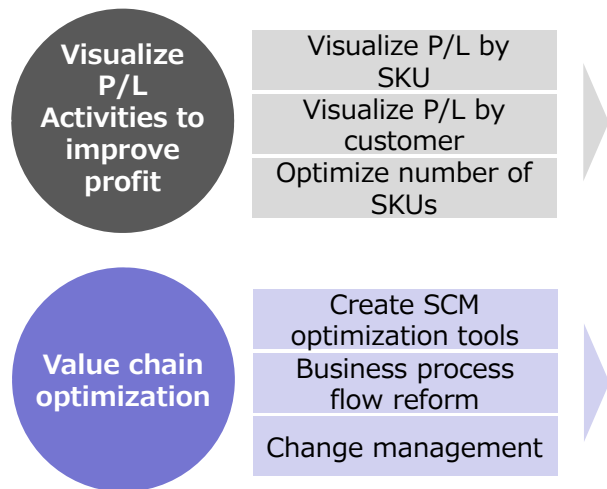 Visualize
P/L
Activities to
improve
profit
Visualize P/L by
SKU
Visualize P/L by
customer
Optimize number of
SKUs
Value chain
optimization
Create SCM
optimization tools
Business process
flow reform
Change management